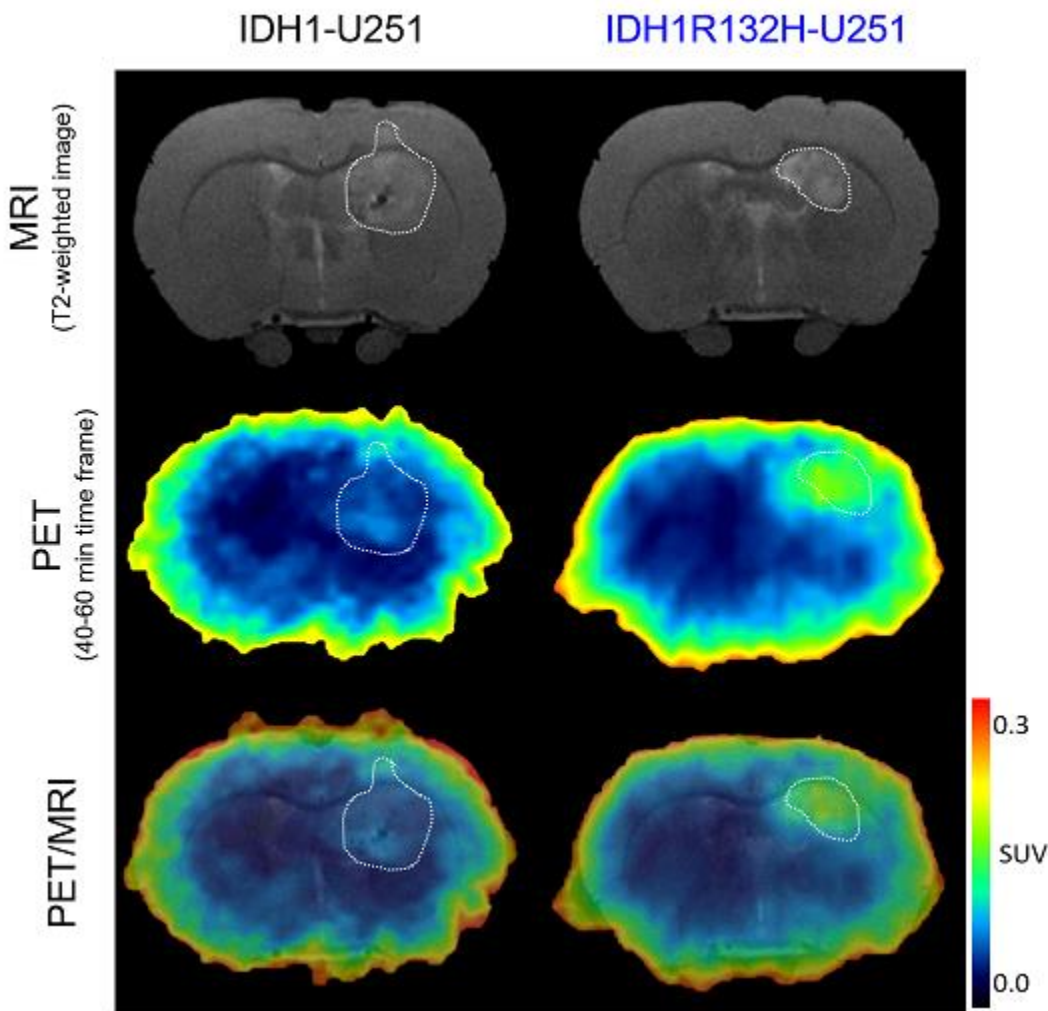 IDH1-U251
IDH1R132H-U251
MRI
(T2-weighted image)
PET
(40-60 min time frame)
PET/MRI
0.3
SUV
0.0